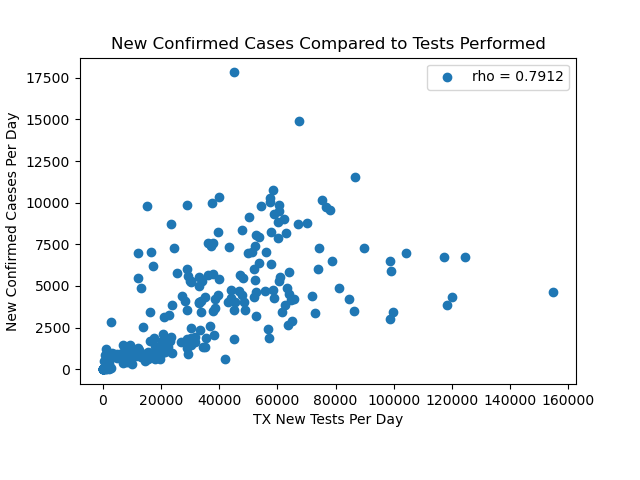 New Confirmed Cases Compared to Tests Performed
rho = 0.7912
New Confirmed Caeses Per Day
17500
15000
12500
10000
7500
5000
2500
0
0 20000 40000 60000 80000 100000 120000 140000 160000
TX New Tests Per Day